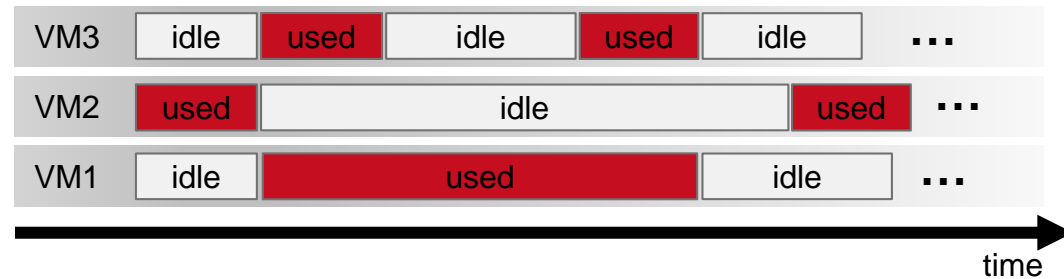 VM3 idle used idle used idle ...
VM2 used idle used ...
VM1 idle used idle ...
time